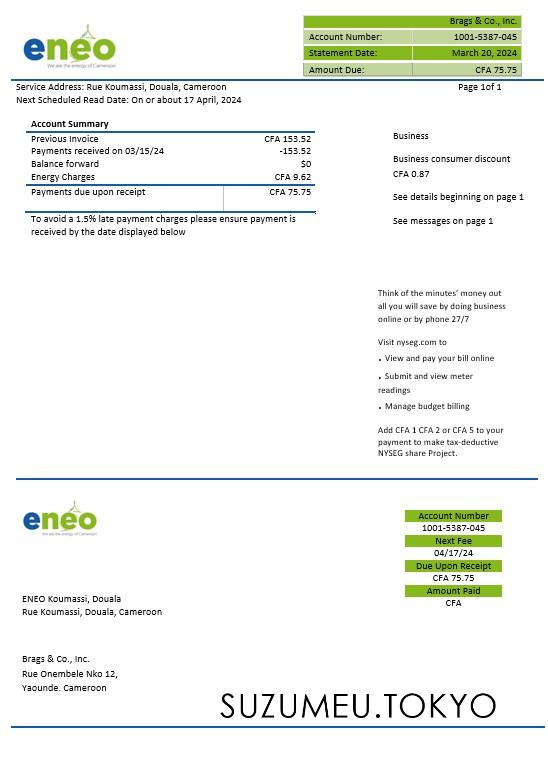 eneo
We are the energy of Cameroon
Brags & Co., Inc.
Account Number: 1001-5387-045
Statement Date: March 20, 2024
Amount Due: CFA 75.75
Service Address: Rue Koumassi, Douala, Cameroon
Page 1of 1
Next Scheduled Read Date: On or about 17 April, 2024
Account Summary
Previous Invoice CFA 153.52
Payments received on 03/15/24 -153.52
Balance forward $0
Energy Charges CFA 9.62
Payments due upon receipt CFA 75.75
To avoid a 1.5% late payment charges please ensure payment is
received by the date displayed below
Business
Business consumer discount
CFA 0.87
See details beginning on page 1
See messages on page 1
Think of the minutes’ money out
all you will save by doing business
online or by phone 27/7
Visit nyseg.com to
• View and pay your bill online
• Submit and view meter
readings
• Manage budget billing
Add CFA 1 CFA 2 or CFA 5 to your
payment to make tax-deductive
NYSEG share Project.
eneo
We are the energy of Cameroon
Account Number
1001-5387-045
Next Fee
04/17/24
Due Upon Receipt
CFA 75.75
Amount Paid
CFA
ENEO Koumassi, Douala
Rue Koumassi, Douala, Cameroon
Brags & Co., Inc.
Rue Onembele Nko 12,
Yaounde. Cameroon
SUZUMEU.TOKYO